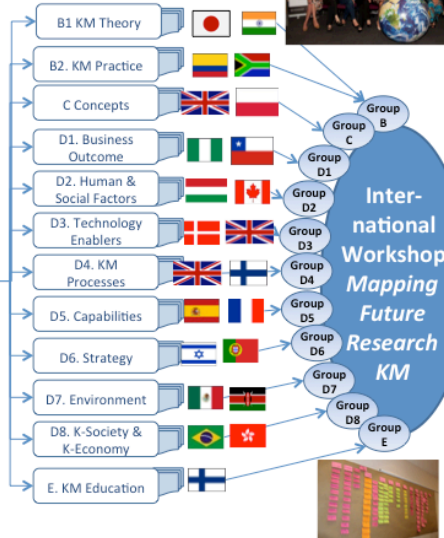 B1 KM Theory
B2. KM Practice
C Concepts
D1. Business
Outcome
D2. Human &
Social Factors
D3. Technology
Enablers
D4. KM
Processes
D5. Capabilities
D6. Strategy
D7. Environment
D8. K-Society &
K-Economy
E. KM Education
Group
B
Group
C
Group
D1
Group
D2
Group
D3
Group
D4
Group
D5
Group
D6
Group
D7
Group
D8
Group
E
Inter-
national
Workshop
Mapping
Future
Research
KM